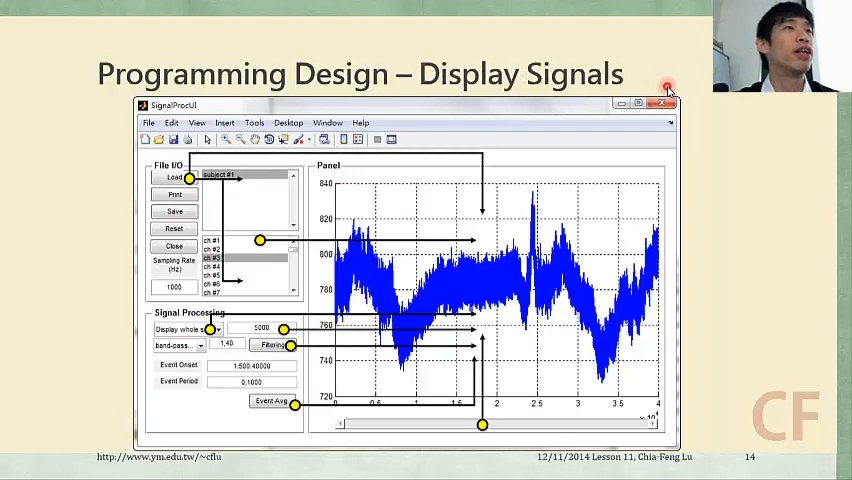 Programming Design – Display Signals
SignalProcUI
File Edit View Insert Tools Desktop Window Help
File I/O
Load
Print
Save
Reset
Close
Sampling Rate
(Hz)
1000
subject #1
ch #1
ch #2
ch #3
ch #4
ch #5
ch #6
ch #7
Signal Processing
Display whole s
5000
band-pass...
1,40
Filtering
Event Onset
1:500:40000
Event Period
0,1000
Event Avg
Panel
840
820
800
780
760
740
720
0 0.5 1 1.5 2 2.5 3 3.5 4
CF
http://www.ym.edu.tw/~cflu
12/11/2014 Lesson 11, Chia-Feng Lu
14